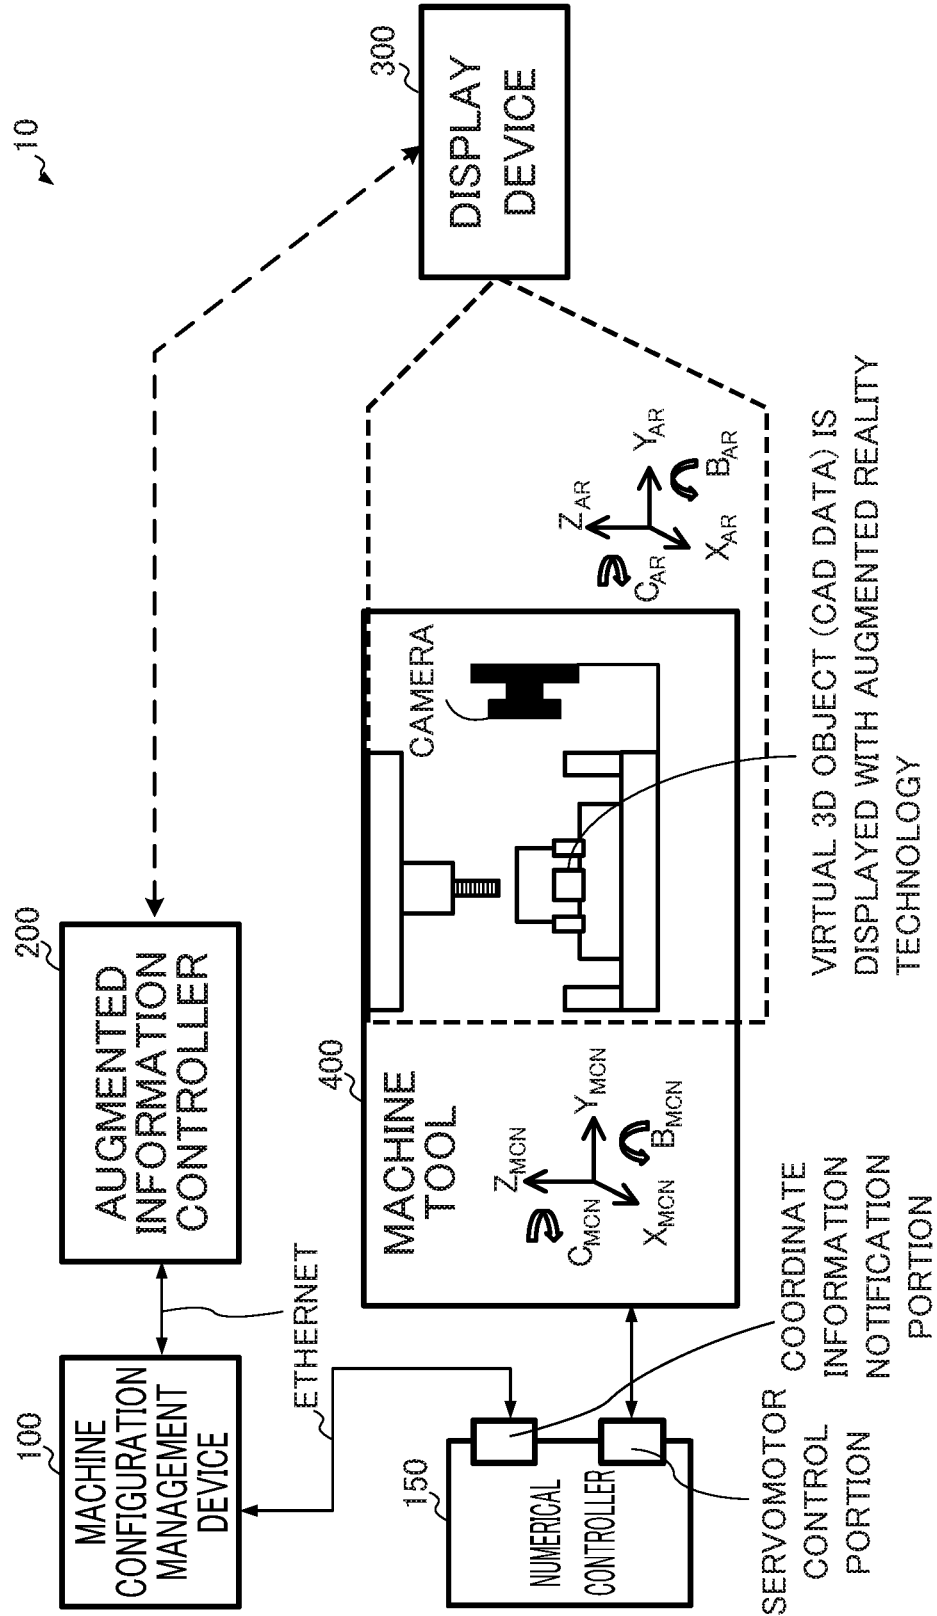 10
100
MACHINE
CONFIGURATION
MANAGEMENT
DEVICE
ETHERNET
200
AUGMENTED
INFORMATION
CONTROLLER
300
DISPLAY
DEVICE
150
NUMERICAL
CONTROLLER
400
MACHINE
TOOL
Z_MCN
Y_MCN
C_MCN
X_MCN
B_MCN
CAMERA
Z_AR
Y_AR
C_AR
X_AR
B_AR
SERVOMOTOR
CONTROL
PORTION
COORDINATE
INFORMATION
NOTIFICATION
PORTION
VIRTUAL 3D OBJECT (CAD DATA) IS
DISPLAYED WITH AUGMENTED REALITY
TECHNOLOGY